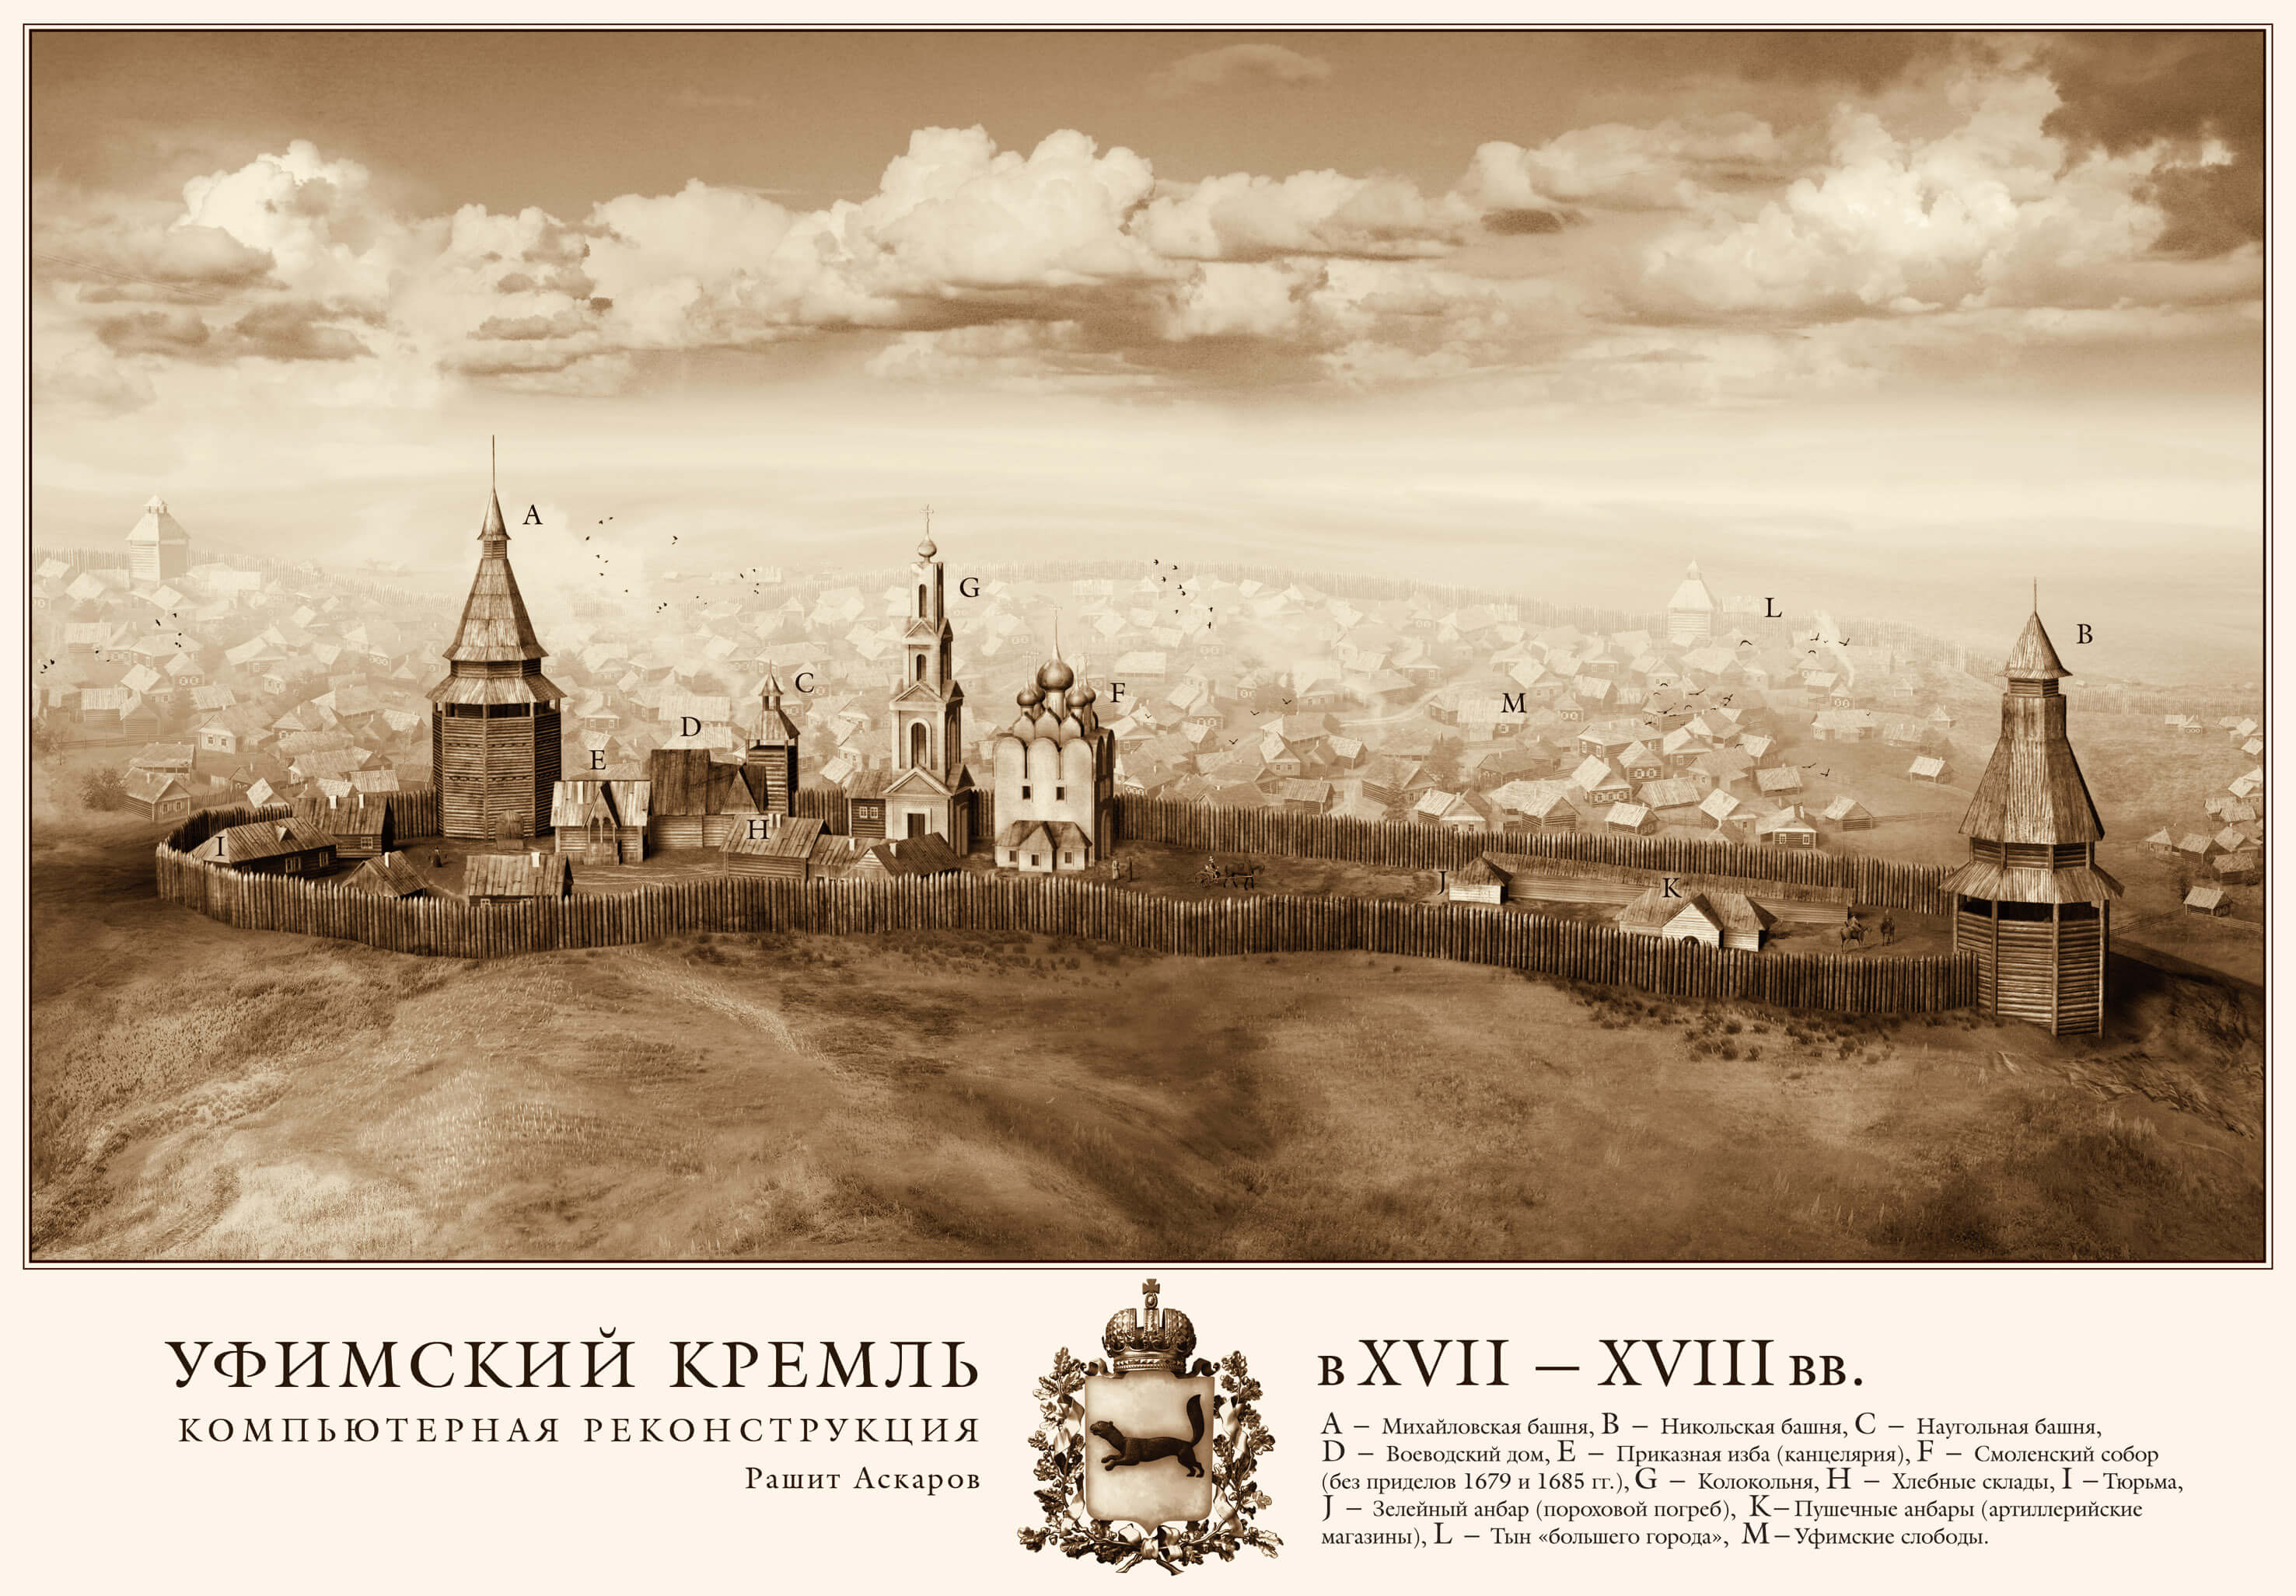 A
G
L
B
C
F
M
D
E
H
I
J
K
УФИМСКИЙ КРЕМЛЬ
КОМПЬЮТЕРНАЯ РЕКОНСТРУКЦИЯ
Рашит Аскаров
в XVII – XVIII вв.
A – Михайловская башня, B – Никольская башня, C – Наугольная башня,
D – Воеводский дом, E – Приказная изба (канцелярия), F – Смоленский собор
(без приделов 1679 и 1685 гг.), G – Колокольня, H – Хлебные склады, I – Тюрьма,
J – Зелейный анбар (пороховой погреб), K – Пушечные анбары (артиллерийские
магазины), L – Тын «большего города», M – Уфимские слободы.